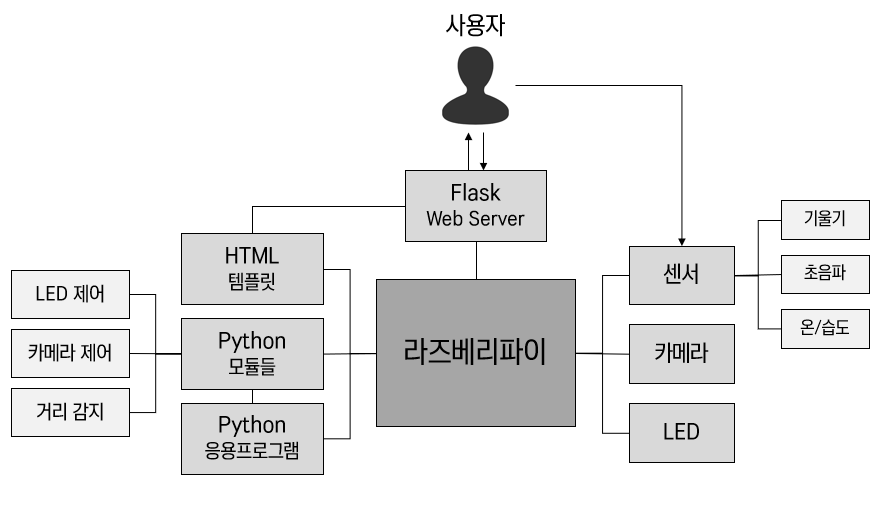 사용자
Flask
Web Server
HTML
템플릿
LED 제어
카메라 제어
거리 감지
Python
모듈들
Python
응용프로그램
라즈베리파이
센서
카메라
LED
기울기
초음파
온/습도